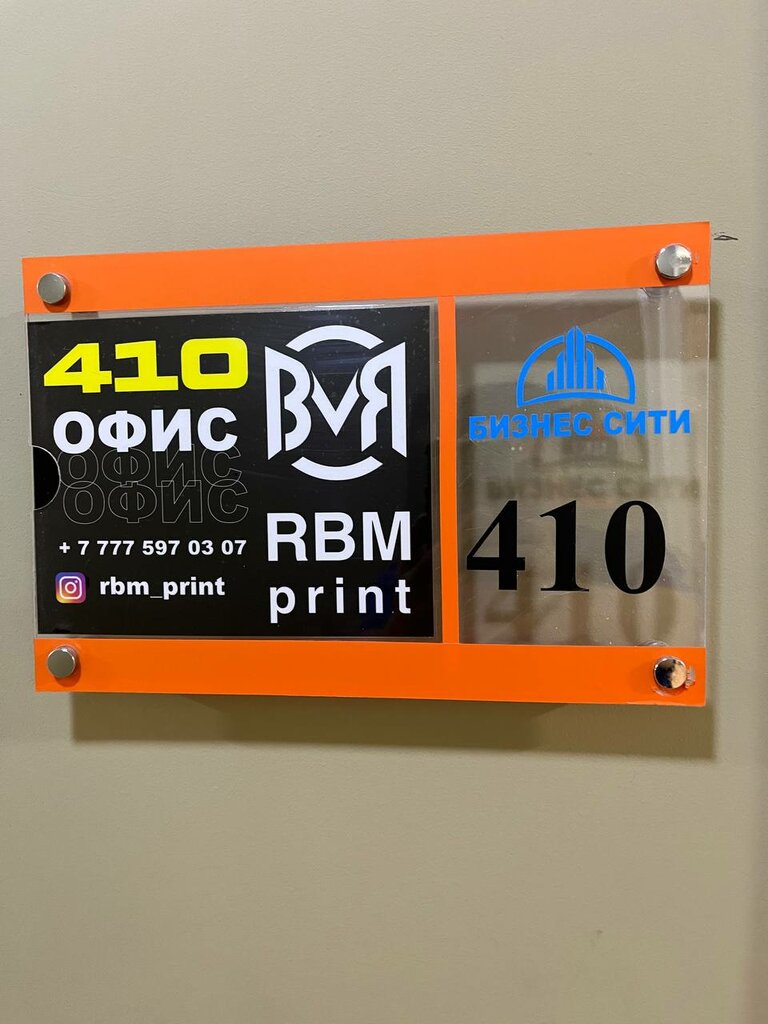 410
ОФИС
ОФИС
ОФИС
+ 7 777 597 03 07
rbm_print
RBM
print
БИЗНЕС СИТИ
410